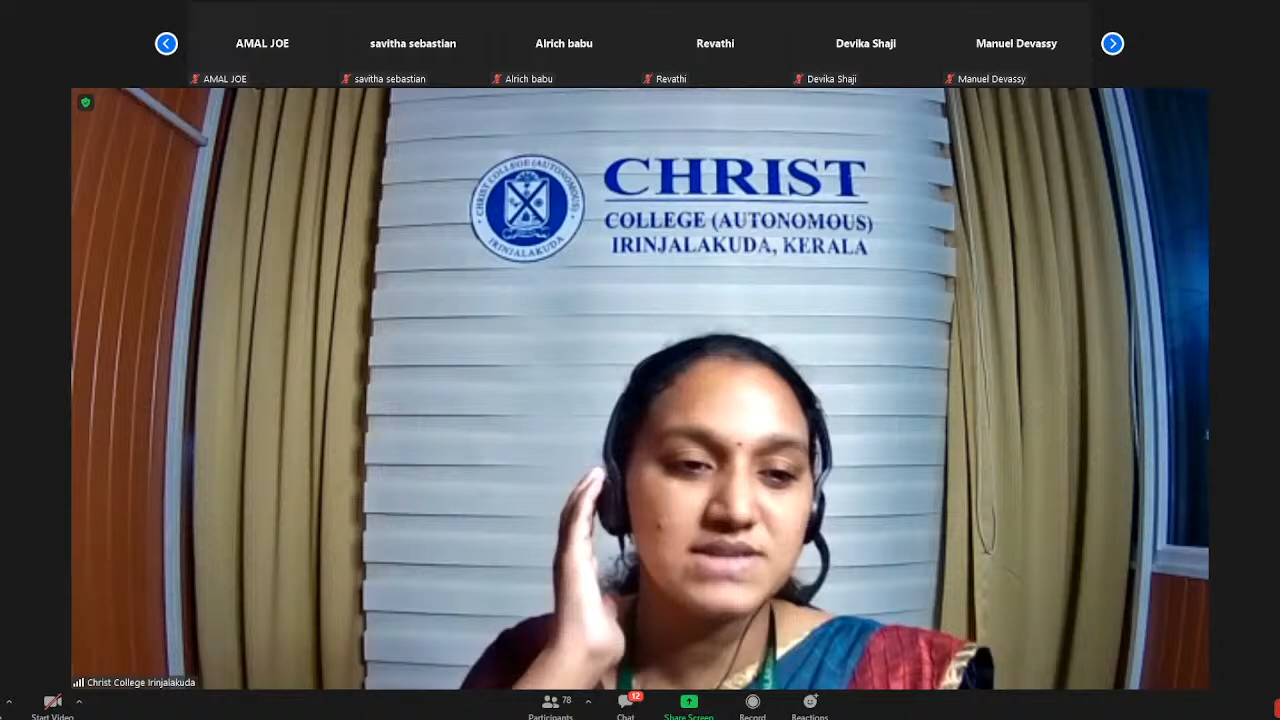 AMAL JOE
savitha sebastian
Alrich babu
Revathi
Devika Shaji
Manuel Devassy
AMAL JOE
savitha sebastian
Alrich babu
Revathi
Devika Shaji
Manuel Devassy
CHRIST COLLEGE (AUTONOMOUS)
IRINJALAKUDA
CHRIST
COLLEGE (AUTONOMOUS)
IRINJALAKUDA, KERALA
Christ College Irinjalakuda
78
12
Start Video
Participants
Chat
Share Screen
Record
Reactions